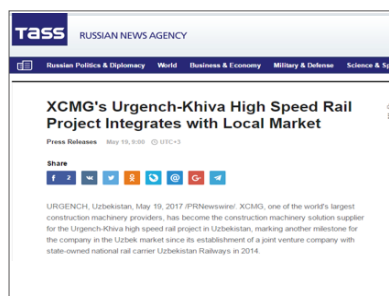 TASS RUSSIAN NEWS AGENCY
Russian Politics & Diplomacy World Business & Economy Military & Defense Science & Sp
XCMG's Urgench-Khiva High Speed Rail
Project Integrates with Local Market
Press Releases May 19, 9:00 UTC+3
Share
f 2
URGENCH, Uzbekistan, May 19, 2017 /PRNewswire/. XCMG, one of the world's largest
construction machinery providers, has become the construction machinery solution supplier
for the Urgench-Khiva high speed rail project in Uzbekistan, marking another milestone for
the company in the Uzbek market since its establishment of a joint venture company with
state-owned national rail carrier Uzbekistan Railways in 2014.